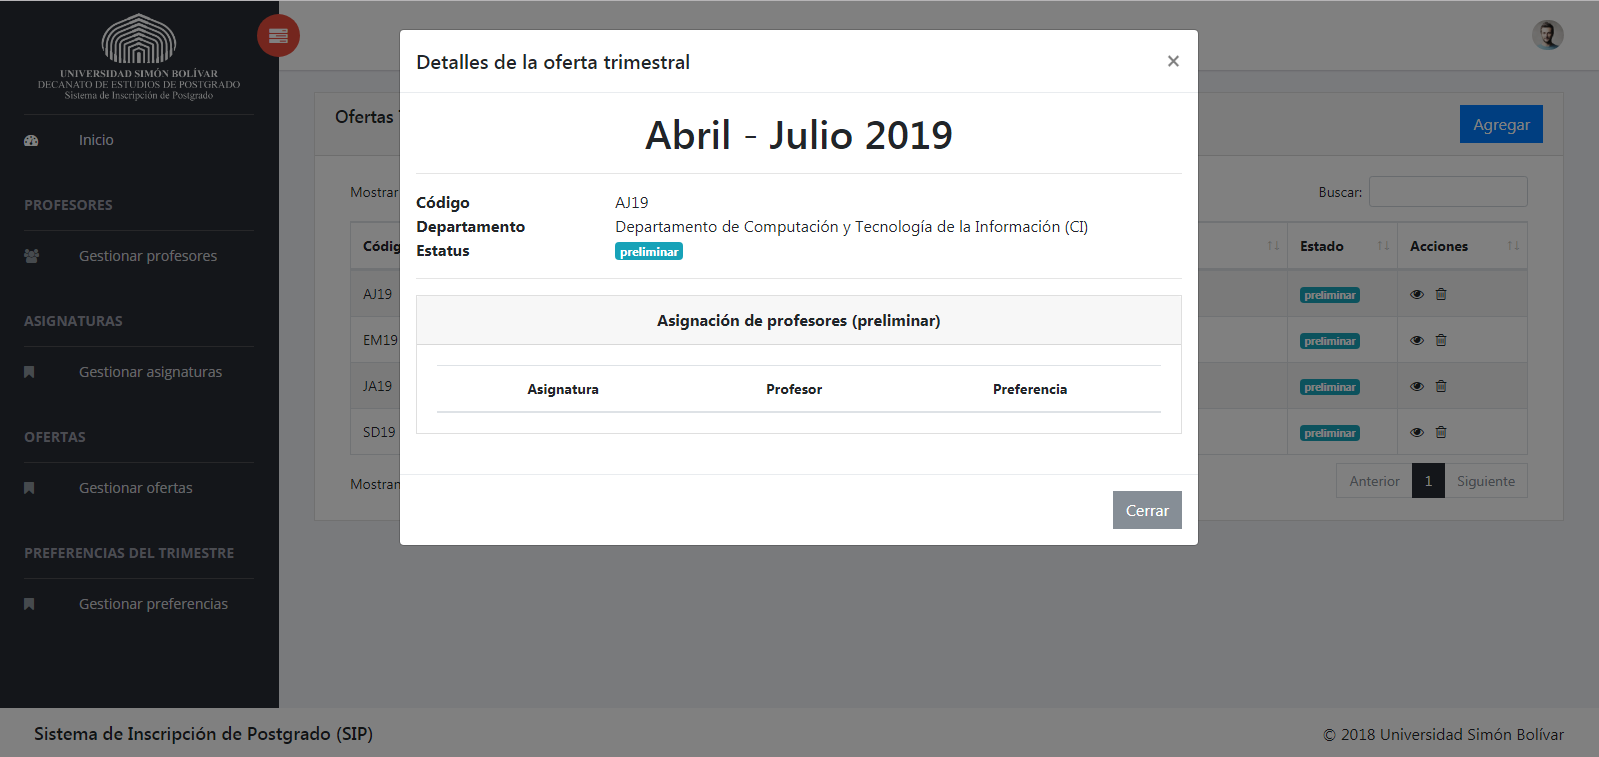 UNIVERSIDAD SIMÓN BOLÍVAR
DECANATO DE ESTUDIOS DE POSTGRADO
Sistema de Inscripción de Postgrado
Inicio
PROFESORES
Gestionar profesores
ASIGNATURAS
Gestionar asignaturas
OFERTAS
Gestionar ofertas
PREFERENCIAS DEL TRIMESTRE
Gestionar preferencias
Ofertas
Agregar
Mostrar
Buscar:
Códig
Estado
Acciones
AJ19
preliminar
EM19
preliminar
JA19
preliminar
SD19
preliminar
Mostran
Anterior
1
Siguiente
Detalles de la oferta trimestral
×
Abril - Julio 2019
Código AJ19
Departamento Departamento de Computación y Tecnología de la Información (CI)
Estatus preliminar
Asignación de profesores (preliminar)
Asignatura Profesor Preferencia
Cerrar
Sistema de Inscripción de Postgrado (SIP)
© 2018 Universidad Simón Bolívar